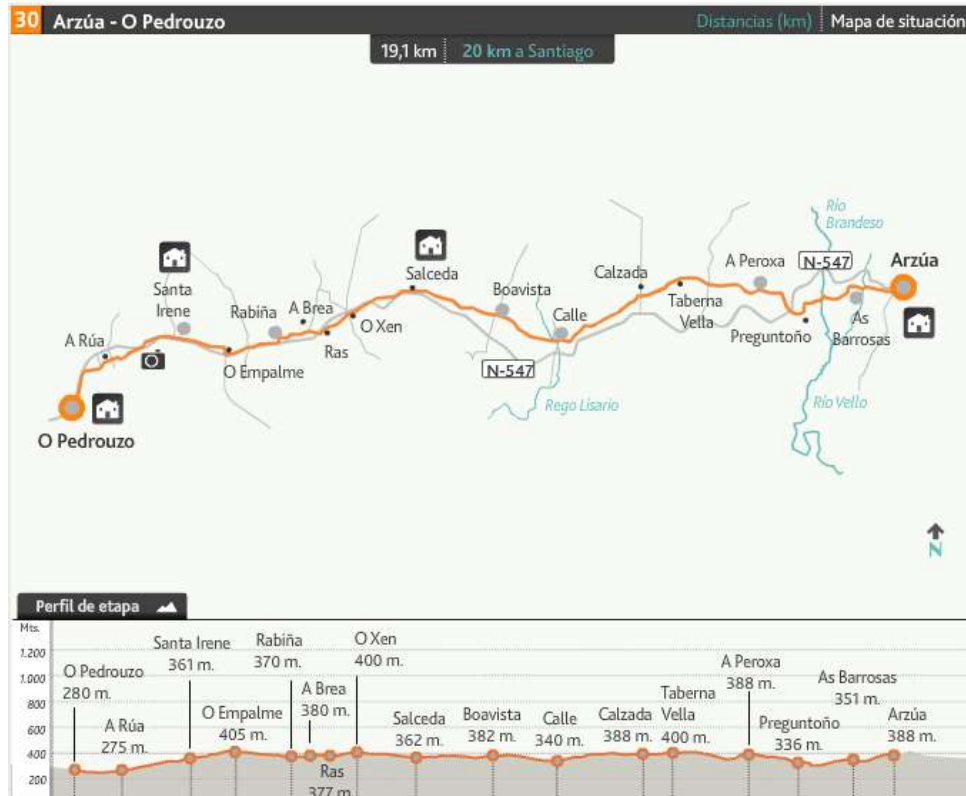 30 Arzúa - O Pedrouzo
Distancias (km) Mapa de situación
19,1 km 20 km a Santiago
Río
Brandeso
N-547
Arzúa
A Peroxa
Calzada
Salceda
Boavista
Santa
Irene
Rabiña
A Brea
O Xen
Calle
Taberna
Vella
As
Barrosas
Preguntoño
A Rúa
Ras
O Empalme
N-547
Rego Lisario
Río Vello
O Pedrouzo
N
Perfil de etapa
Mts.
1.200
1.000
800
600
400
200
O Pedrouzo
280 m.
A Rúa
275 m.
Santa Irene
361 m.
O Empalme
405 m.
Rabiña
370 m.
A Brea
380 m.
Ras
377 m.
O Xen
400 m.
Salceda
362 m.
Boavista
382 m.
Calle
340 m.
Calzada
388 m.
Taberna
Vella
400 m.
A Peroxa
388 m.
Preguntoño
336 m.
As Barrosas
351 m.
Arzúa
388 m.